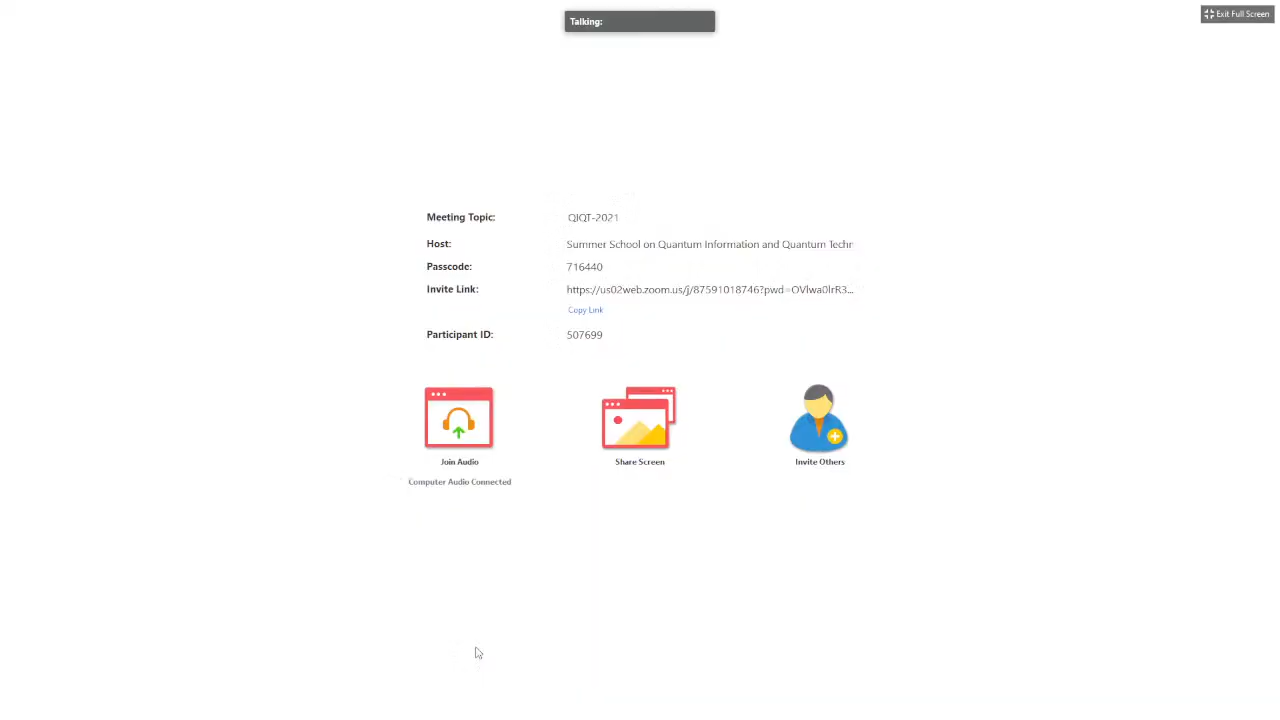 Talking:
Exit Full Screen
Meeting Topic: QIQT-2021
Host: Summer School on Quantum Information and Quantum Techr
Passcode: 716440
Invite Link: https://us02web.zoom.us/j/87591018746?pwd=OVlwa0lrR3...
Copy Link
Participant ID: 507699
Join Audio
Share Screen
Invite Others
Computer Audio Connected